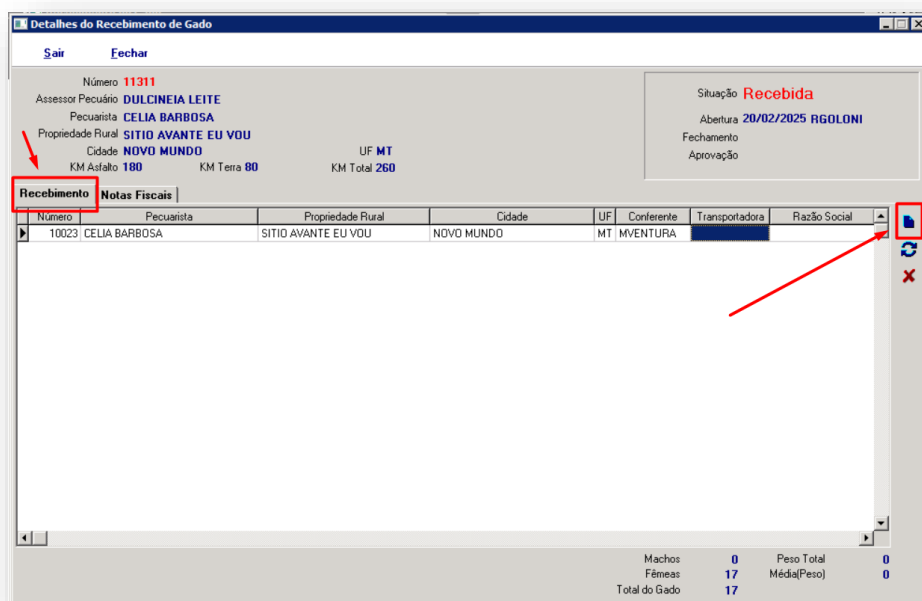 Detalhes do Recebimento de Gado
Sair Fechar
Número 11311
Assessor Pecuário DULCINEIA LEITE
Pecuarista CELIA BARBOSA
Propriedade Rural SITIO AVANTE EU VOU
Cidade NOVO MUNDO UF MT
KM Asfalto 180 KM Terra 80 KM Total 260
Situação Recebida
Abertura 20/02/2025 RGOLONI
Fechamento
Aprovação
Recebimento Notas Fiscais
Número Pecuarista Propriedade Rural Cidade UF Conferente Transportadora Razão Social
10023 CELIA BARBOSA SITIO AVANTE EU VOU NOVO MUNDO MT MVENTURA
Machos 0 Peso Total 0
Fêmeas 17 Média(Peso) 0
Total do Gado 17